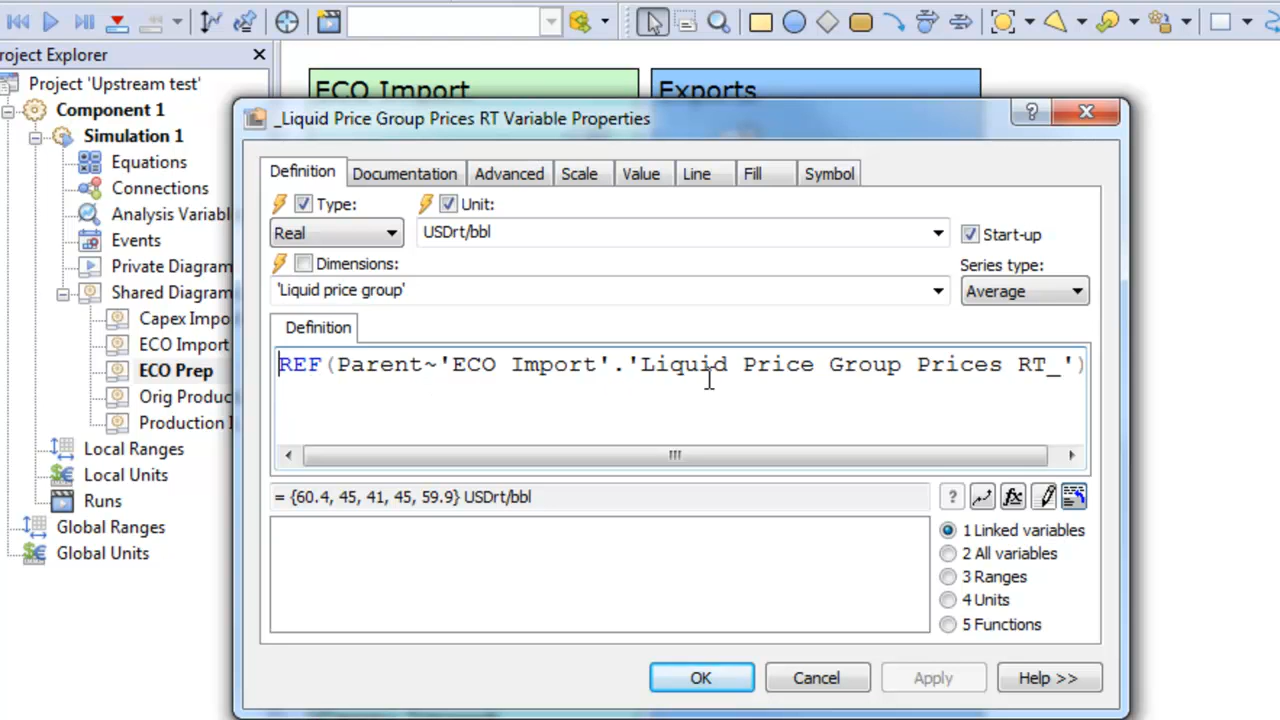 roject Explorer
Project 'Upstream test'
Component 1
Simulation 1
Equations
Connections
Analysis Variabl
Events
Private Diagram
Shared Diagram
Capex Impo
ECO Import
ECO Prep
Orig Produc
Production I
Local Ranges
Local Units
Runs
Global Ranges
Global Units
ECO Import
Exports
_Liquid Price Group Prices RT Variable Properties
?
Definition Documentation Advanced Scale Value Line Fill Symbol
Type: Unit:
Real USDrt/bbl Start-up
Dimensions: Series type:
'Liquid price group' Average
Definition
REF(Parent~'ECO Import'.'Liquid Price Group Prices RT_')
= {60.4, 45, 41, 45, 59.9} USDrt/bbl ? fx
1 Linked variables
2 All variables
3 Ranges
4 Units
5 Functions
OK Cancel Apply Help >>